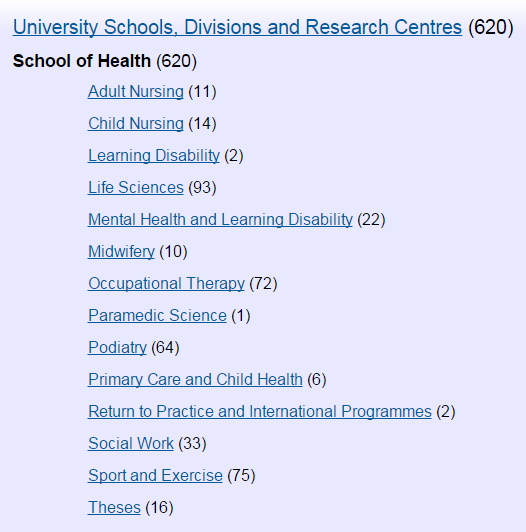 University Schools, Divisions and Research Centres (620)
School of Health (620)
Adult Nursing (11)
Child Nursing (14)
Learning Disability (2)
Life Sciences (93)
Mental Health and Learning Disability (22)
Midwifery (10)
Occupational Therapy (72)
Paramedic Science (1)
Podiatry (64)
Primary Care and Child Health (6)
Return to Practice and International Programmes (2)
Social Work (33)
Sport and Exercise (75)
Theses (16)